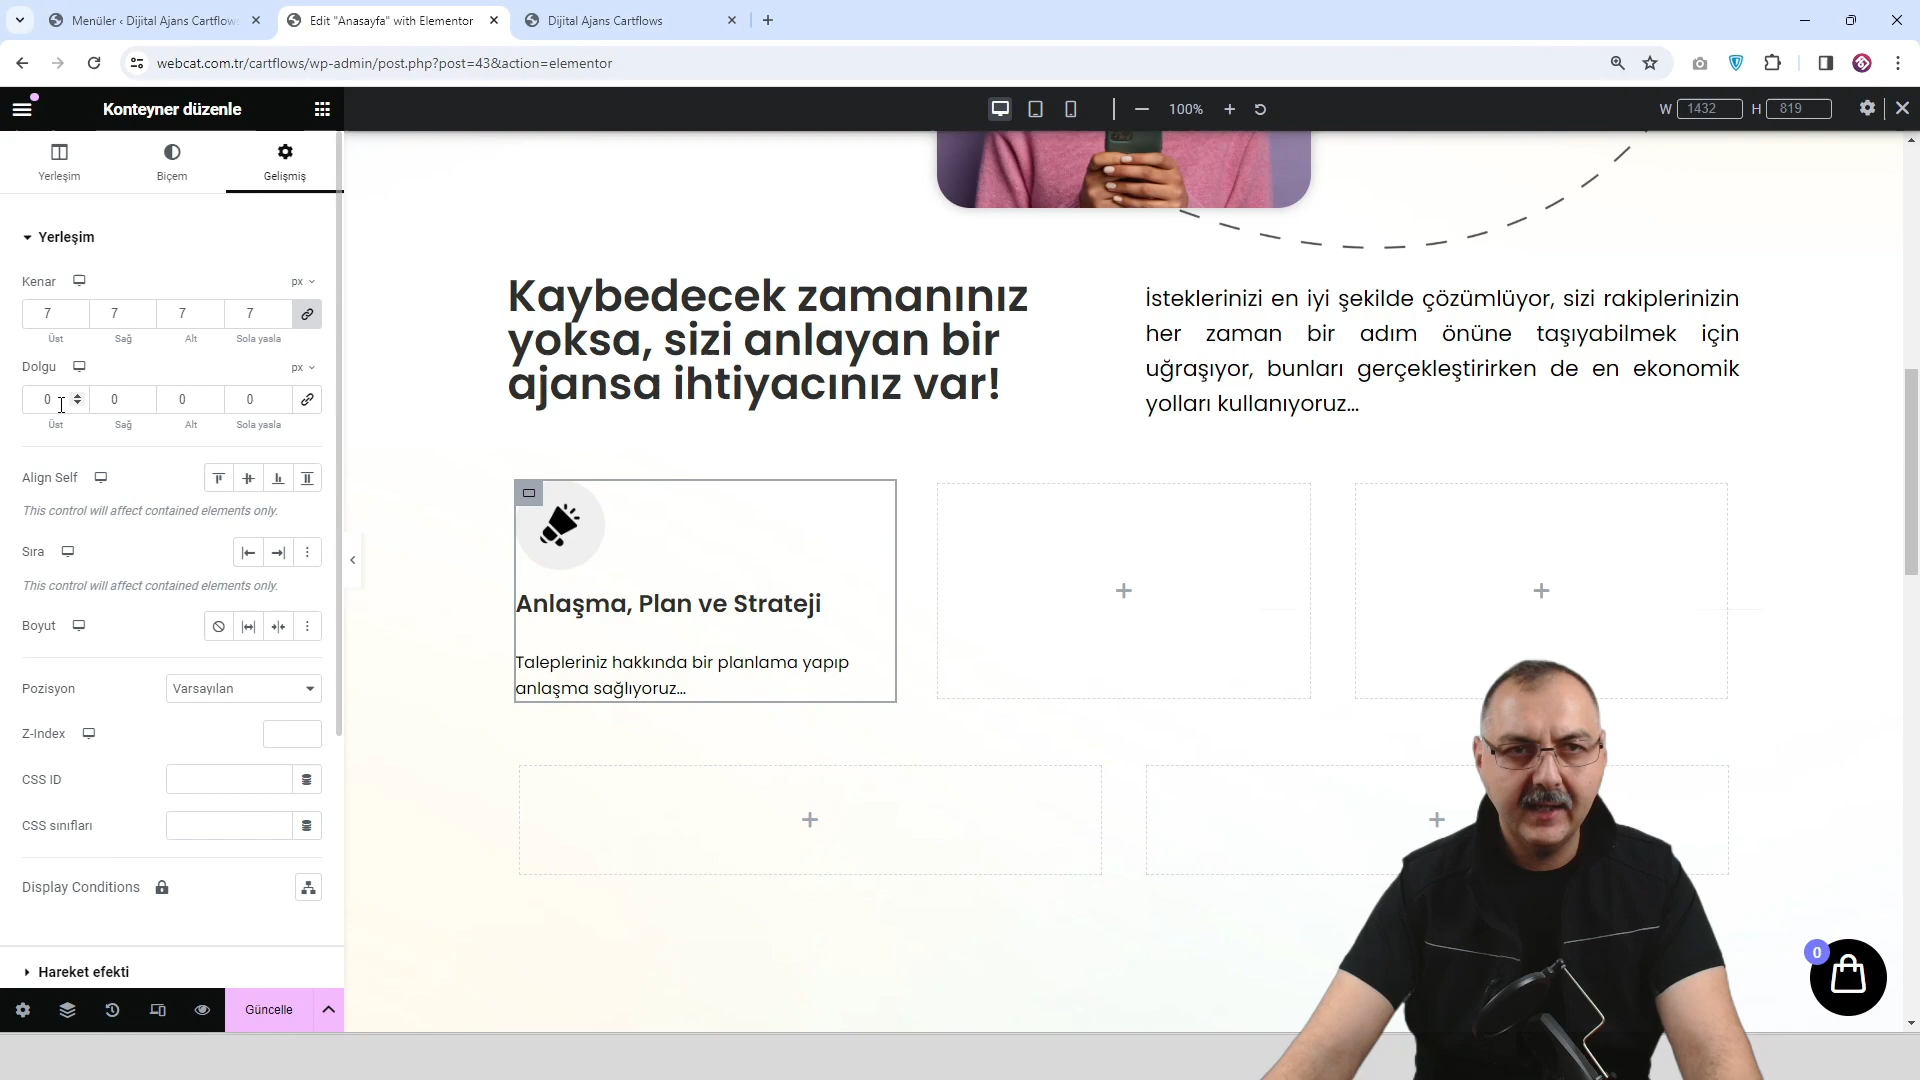 Menüler ‹ Dijital Ajans Cartflow
Edit "Anasayfa" with Elementor
Dijital Ajans Cartflows
webcat.com.tr/cartflows/wp-admin/post.php?post=43&action=elementor
Konteyner düzenle
100%
W 1432 H 819
Yerleşim
Biçem
Gelişmiş
Yerleşim
Kenar
px
7 7 7 7
Üst Sağ Alt Sola yasla
Dolgu
px
0 0 0 0
Üst Sağ Alt Sola yasla
Align Self
This control will affect contained elements only.
Sıra
This control will affect contained elements only.
Boyut
Pozisyon
Varsayılan
Z-Index
CSS ID
CSS sınıfları
Display Conditions
Hareket efekti
Güncelle
Kaybedecek zamanınız
yoksa, sizi anlayan bir
ajansa ihtiyacınız var!
İsteklerinizi en iyi şekilde çözümlüyor, sizi rakiplerinizin
her zaman bir adım önüne taşıyabilmek için
uğraşıyor, bunları gerçekleştirirken de en ekonomik
yolları kullanıyoruz...
Anlaşma, Plan ve Strateji
Talepleriniz hakkında bir planlama yapıp
anlaşma sağlıyoruz...
0